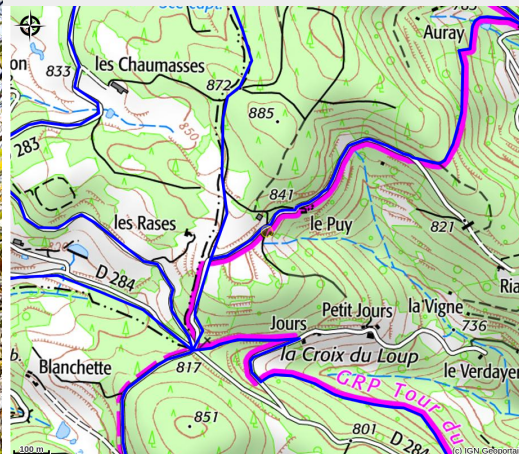 Auray
les Chaumasses
833
872
885
850
283
841
les Rases
le Puy
821
D 284
Ria
Jours
Petit Jours
la Vigne
736
la Croix du Loup
817
le Verdayer
Blanchette
b.
GRP Tour du
851
801
D 284
100 m
(c) IGN Geoportai